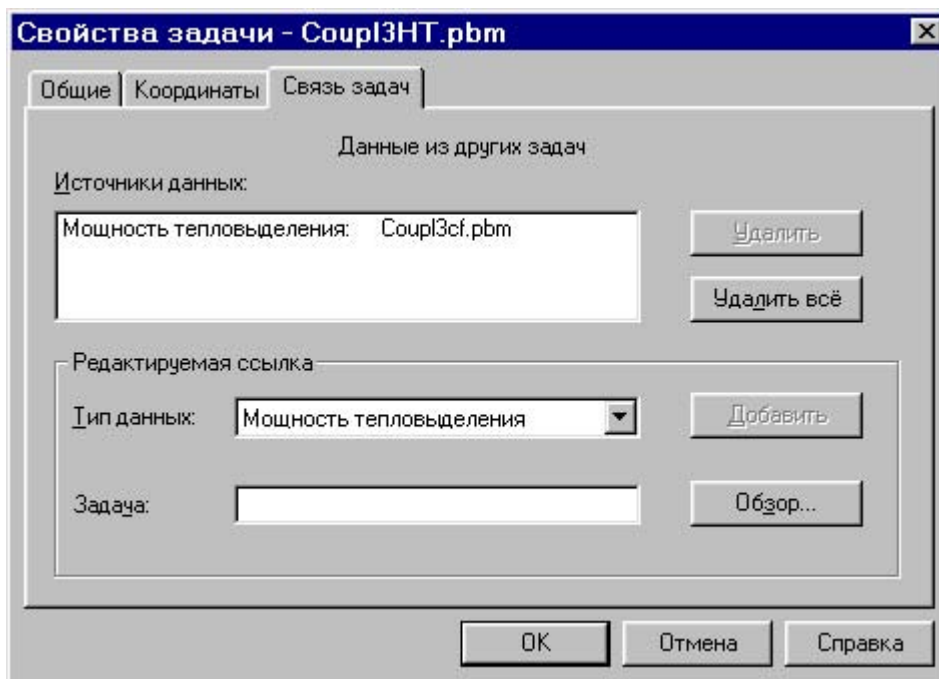 Свойства задачи - Coupl3HT.pbm
Общие Координаты Связь задач
Данные из других задач
Источники данных:
Мощность тепловыделения: Coupl3cf.pbm
Удалить
Удалить всё
Редактируемая ссылка
Тип данных: Мощность тепловыделения Добавить
Задача: Обзор...
OK Отмена Справка